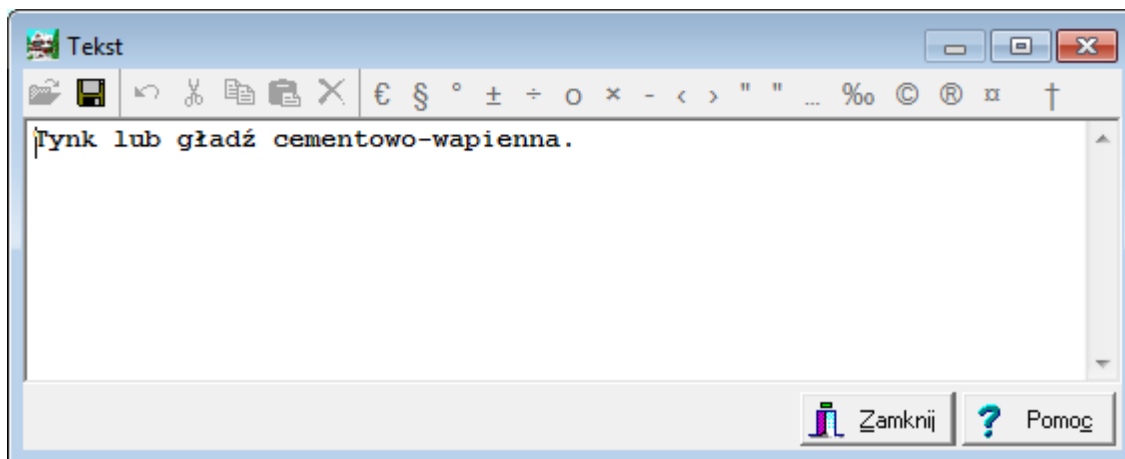 Tekst
€ § ° ± ÷ o × - ‹ › " " … ‰ © ® ¤ †
Tynk lub gładź cementowo-wapienna.
Zamknij
Pomoc